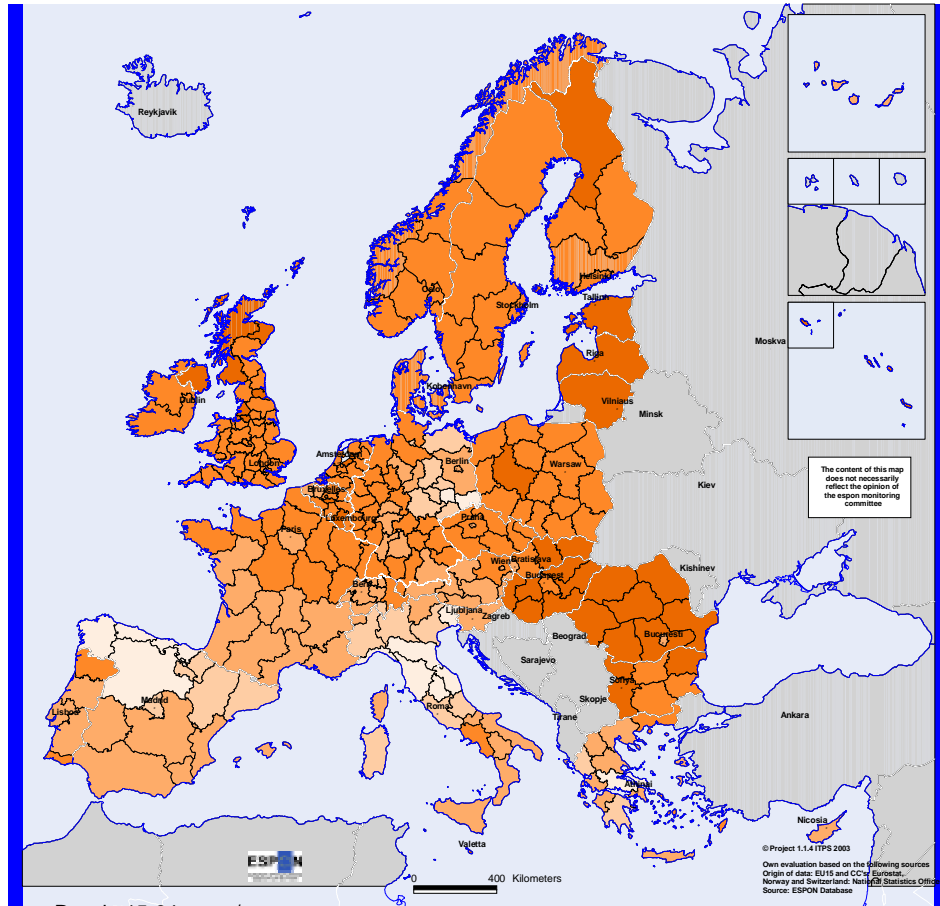 Reykjavik
Oslo
Helsinki
Stockholm
Tallinn
Moskva
Riga
Kobenhavn
Dublin
Vilniaus
Minsk
Amsterdam
Berlin
Warsaw
London
The content of this map
does not necessarily
reflect the opinion of
the espon monitoring
committee
Kiev
Bruxelles
Luxembourg
Praha
Paris
Wien
Bratislava
Budapest
Kishinev
Bern
Ljubljana
Zagreb
Beograd
Bucuresti
Sarajevo
Sofiya
Madrid
Lisboa
Roma
Skopje
Tirane
Ankara
Athinai
Nicosia
Valetta
© Project 1.1.4 ITPS 2003
ESPON
Own evaluation based on the following sources
Origin of data: EU15 and CC's: Eurostat,
Norway and Switzerland: National Statistics Office
Source: ESPON Database
0 400 Kilometers